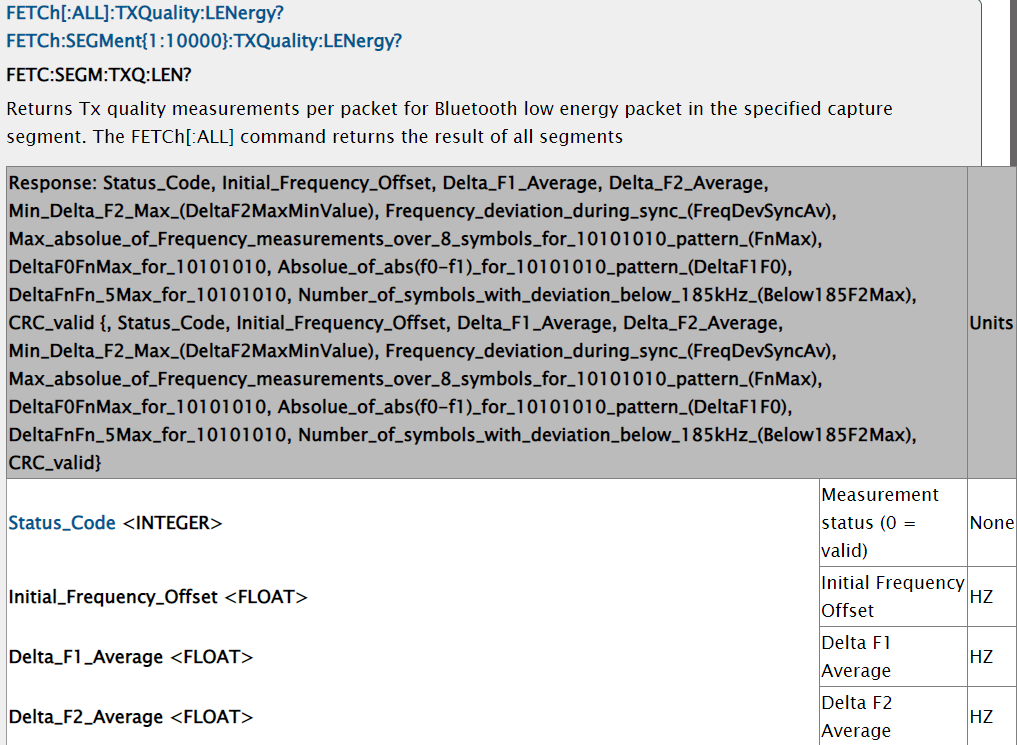 FETCh[:ALL]:TXQuality:LENergy?
FETCh:SEGMent{1:10000}:TXQuality:LENergy?
FETC:SEGM:TXQ:LEN?
Returns Tx quality measurements per packet for Bluetooth low energy packet in the specified capture
segment. The FETCh[:ALL] command returns the result of all segments
Response: Status_Code, Initial_Frequency_Offset, Delta_F1_Average, Delta_F2_Average,
Min_Delta_F2_Max_(DeltaF2MaxMinValue), Frequency_deviation_during_sync_(FreqDevSyncAv),
Max_absolue_of_Frequency_measurements_over_8_symbols_for_10101010_pattern_(FnMax),
DeltaF0FnMax_for_10101010, Absolue_of_abs(f0-f1)_for_10101010_pattern_(DeltaF1F0),
DeltaFnFn_5Max_for_10101010, Number_of_symbols_with_deviation_below_185kHz_(Below185F2Max),
CRC_valid {, Status_Code, Initial_Frequency_Offset, Delta_F1_Average, Delta_F2_Average,
Min_Delta_F2_Max_(DeltaF2MaxMinValue), Frequency_deviation_during_sync_(FreqDevSyncAv),
Max_absolue_of_Frequency_measurements_over_8_symbols_for_10101010_pattern_(FnMax),
DeltaF0FnMax_for_10101010, Absolue_of_abs(f0-f1)_for_10101010_pattern_(DeltaF1F0),
DeltaFnFn_5Max_for_10101010, Number_of_symbols_with_deviation_below_185kHz_(Below185F2Max),
CRC_valid}
Units
Status_Code <INTEGER>
Measurement
status (0 =
valid)
None
Initial_Frequency_Offset <FLOAT>
Initial Frequency
Offset
HZ
Delta_F1_Average <FLOAT>
Delta F1
Average
HZ
Delta_F2_Average <FLOAT>
Delta F2
Average
HZ